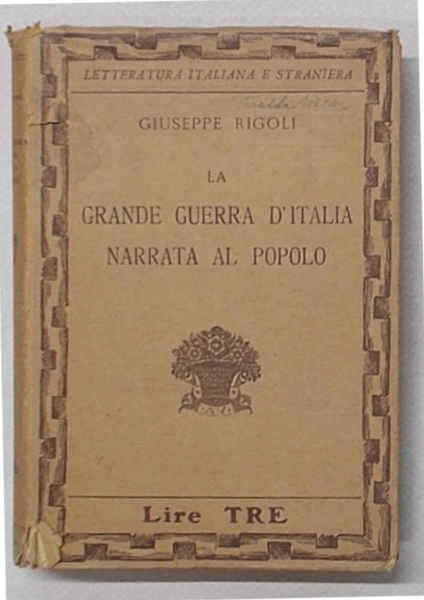 LETTERATURA ITALIANA E STRANIERA
GIUSEPPE RIGOLI
LA
GRANDE GUERRA D'ITALIA
NARRATA AL POPOLO
Lire TRE